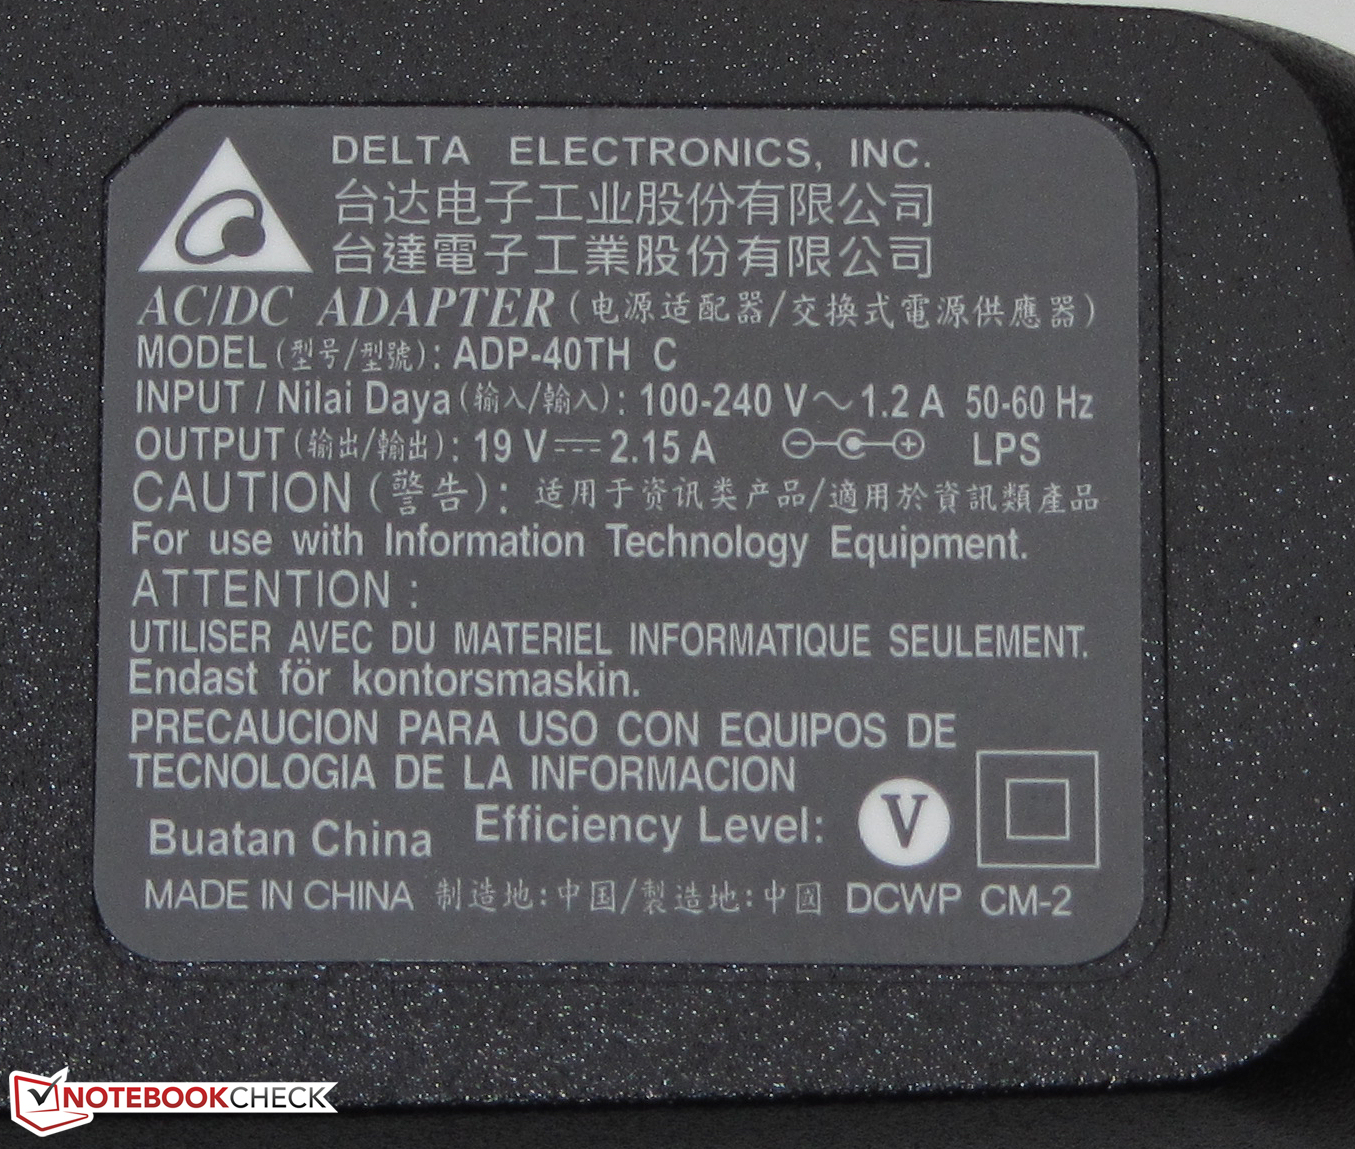 DELTA ELECTRONICS, INC.
台达电子工业股份有限公司
台達電子工業股份有限公司
AC/DC ADAPTER (电源适配器/交換式電源供應器)
MODEL (型号/型號): ADP-40TH C
INPUT / Nilai Daya (输入/輸入): 100-240 V～1.2 A 50-60 Hz
OUTPUT (输出/輸出): 19 V⎓2.15 A LPS
CAUTION (警告): 适用于资讯类产品/適用於資訊類產品
For use with Information Technology Equipment.
ATTENTION :
UTILISER AVEC DU MATERIEL INFORMATIQUE SEULEMENT.
Endast för kontorsmaskin.
PRECAUCION PARA USO CON EQUIPOS DE
TECNOLOGIA DE LA INFORMACION
Buatan China Efficiency Level: V
MADE IN CHINA 制造地:中国/製造地:中國 DCWP CM-2
NOTEBOOKCHECK